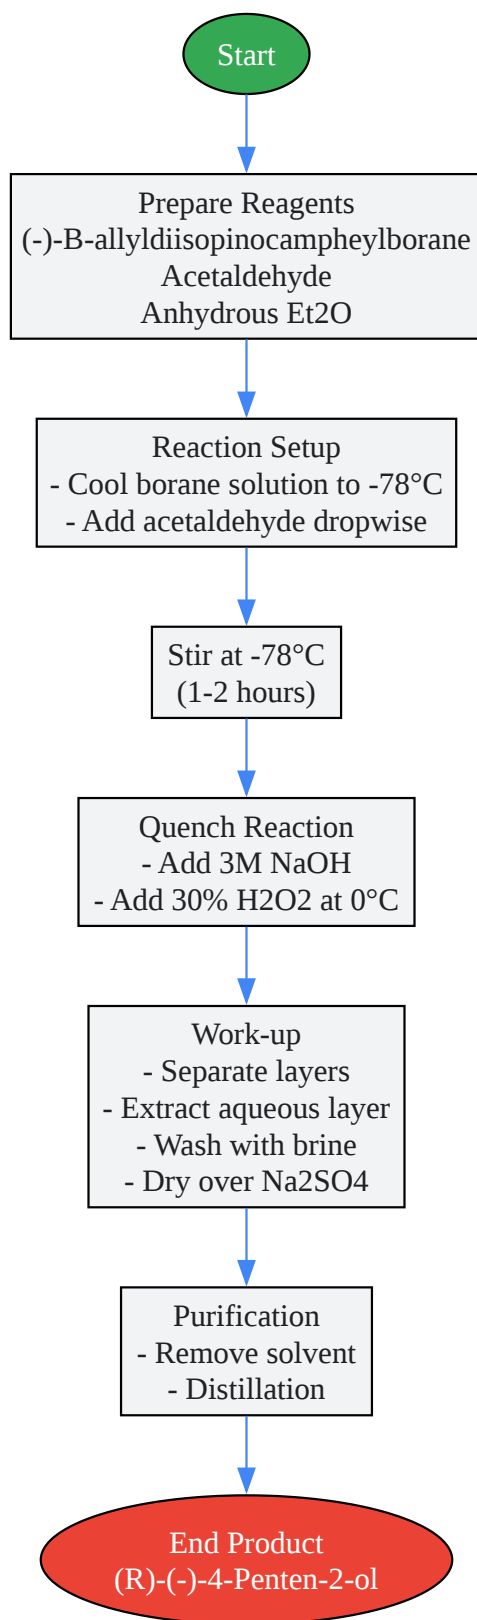 Start
Prepare Reagents
(-)-B-allyldiisopinocampheylborane
Acetaldehyde
Anhydrous Et2O
Reaction Setup
- Cool borane solution to -78°C
- Add acetaldehyde dropwise
Stir at -78°C
(1-2 hours)
Quench Reaction
- Add 3M NaOH
- Add 30% H2O2 at 0°C
Work-up
- Separate layers
- Extract aqueous layer
- Wash with brine
- Dry over Na2SO4
Purification
- Remove solvent
- Distillation
End Product
(R)-(-)-4-Penten-2-ol